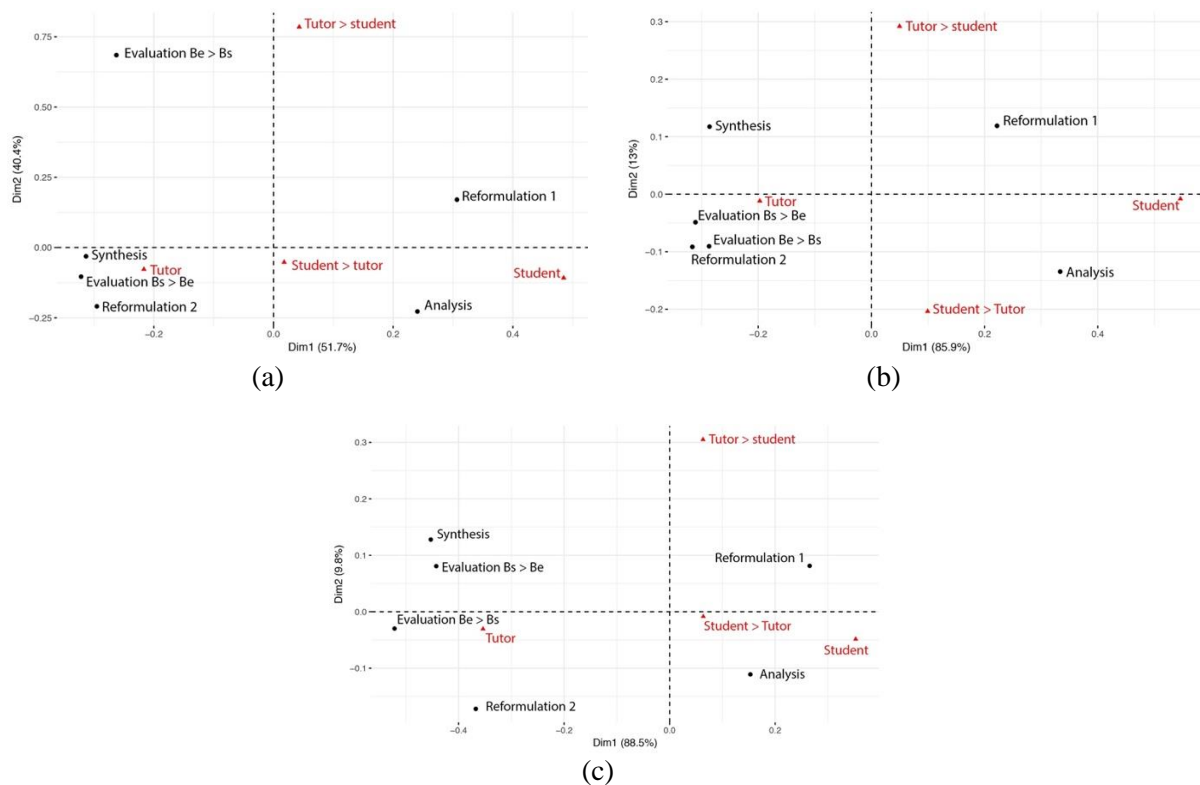 Tutor > student
0.75-
Evaluation Be > Bs
0.50-
Dim2 (40.4%)
0.25-
Reformulation 1
0.00-
Synthesis
Tutor
Student > tutor
Student
Evaluation Bs > Be
Reformulation 2
Analysis
-0.25-
-0.2
0.0
0.2
0.4
Dim1 (51.7%)
(a)
0.3-
Tutor > student
0.2-
Synthesis
Reformulation 1
0.1-
Dim2 (13%)
0.0-
Tutor
Student
Evaluation Bs > Be
Evaluation Be > Bs
-0.1-
Reformulation 2
Analysis
-0.2-
Student > Tutor
-0.2
0.0
0.2
0.4
Dim1 (85.9%)
(b)
0.3-
Tutor > student
0.2-
Synthesis
0.1-
Evaluation Bs > Be
Reformulation 1
Dim2 (9.8%)
0.0-
Evaluation Be > Bs
Tutor
Student > Tutor
Student
-0.1-
Analysis
Reformulation 2
-0.4
-0.2
0.0
0.2
Dim1 (88.5%)
(c)